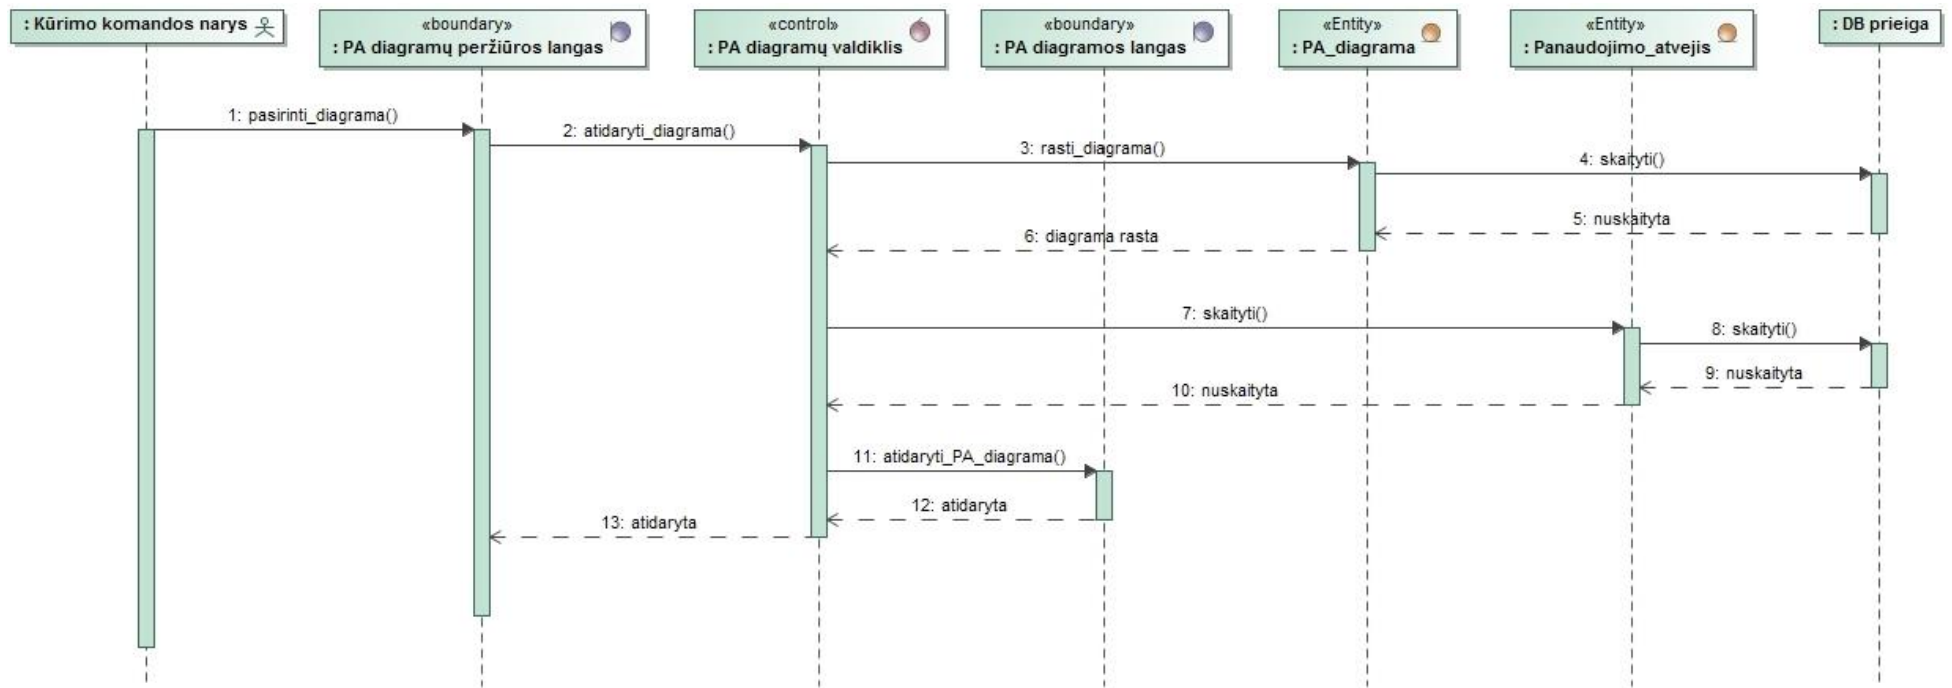 : Kūrimo komandos narys
«boundary»
: PA diagramų peržiūros langas
«control»
: PA diagramų valdiklis
«boundary»
: PA diagramos langas
«Entity»
: PA_diagrama
«Entity»
: Panaudojimo_atvejis
: DB prieiga
1: pasirinti_diagrama()
2: atidaryti_diagrama()
3: rasti_diagrama()
4: skaityti()
5: nuskaityta
6: diagrama rasta
7: skaityti()
8: skaityti()
9: nuskaityta
10: nuskaityta
11: atidaryti_PA_diagrama()
12: atidaryta
13: atidaryta